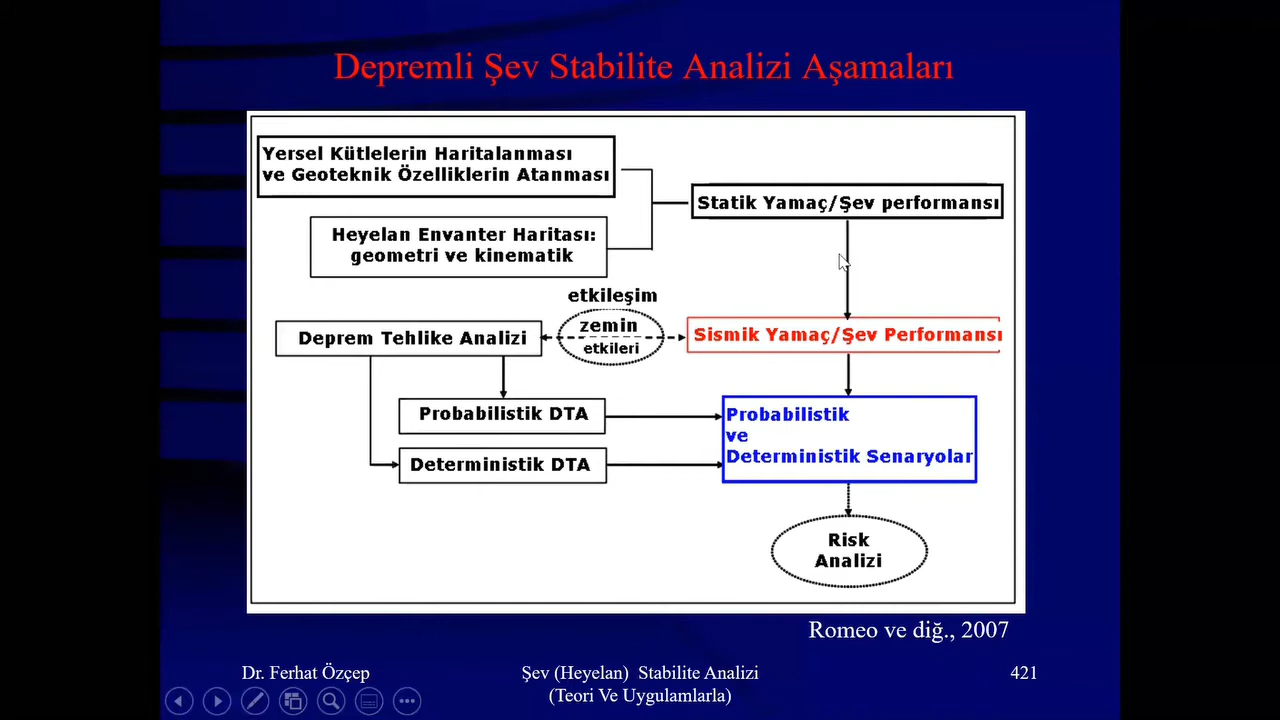 Depremli Şev Stabilite Analizi Aşamaları
Yersel Kütlelerin Haritalanması
ve Geoteknik Özelliklerin Atanması
Statik Yamaç/Şev performansı
Heyelan Envanter Haritası:
geometri ve kinematik
etkileşim
zemin
etkileri
Deprem Tehlike Analizi
Sismik Yamaç/Şev Performansı
Probabilistik DTA
Deterministik DTA
Probabilistik
ve
Deterministik Senaryolar
Risk
Analizi
Romeo ve diğ., 2007
Dr. Ferhat Özçep
Şev (Heyelan) Stabilite Analizi
(Teori Ve Uygulamlarla)
421